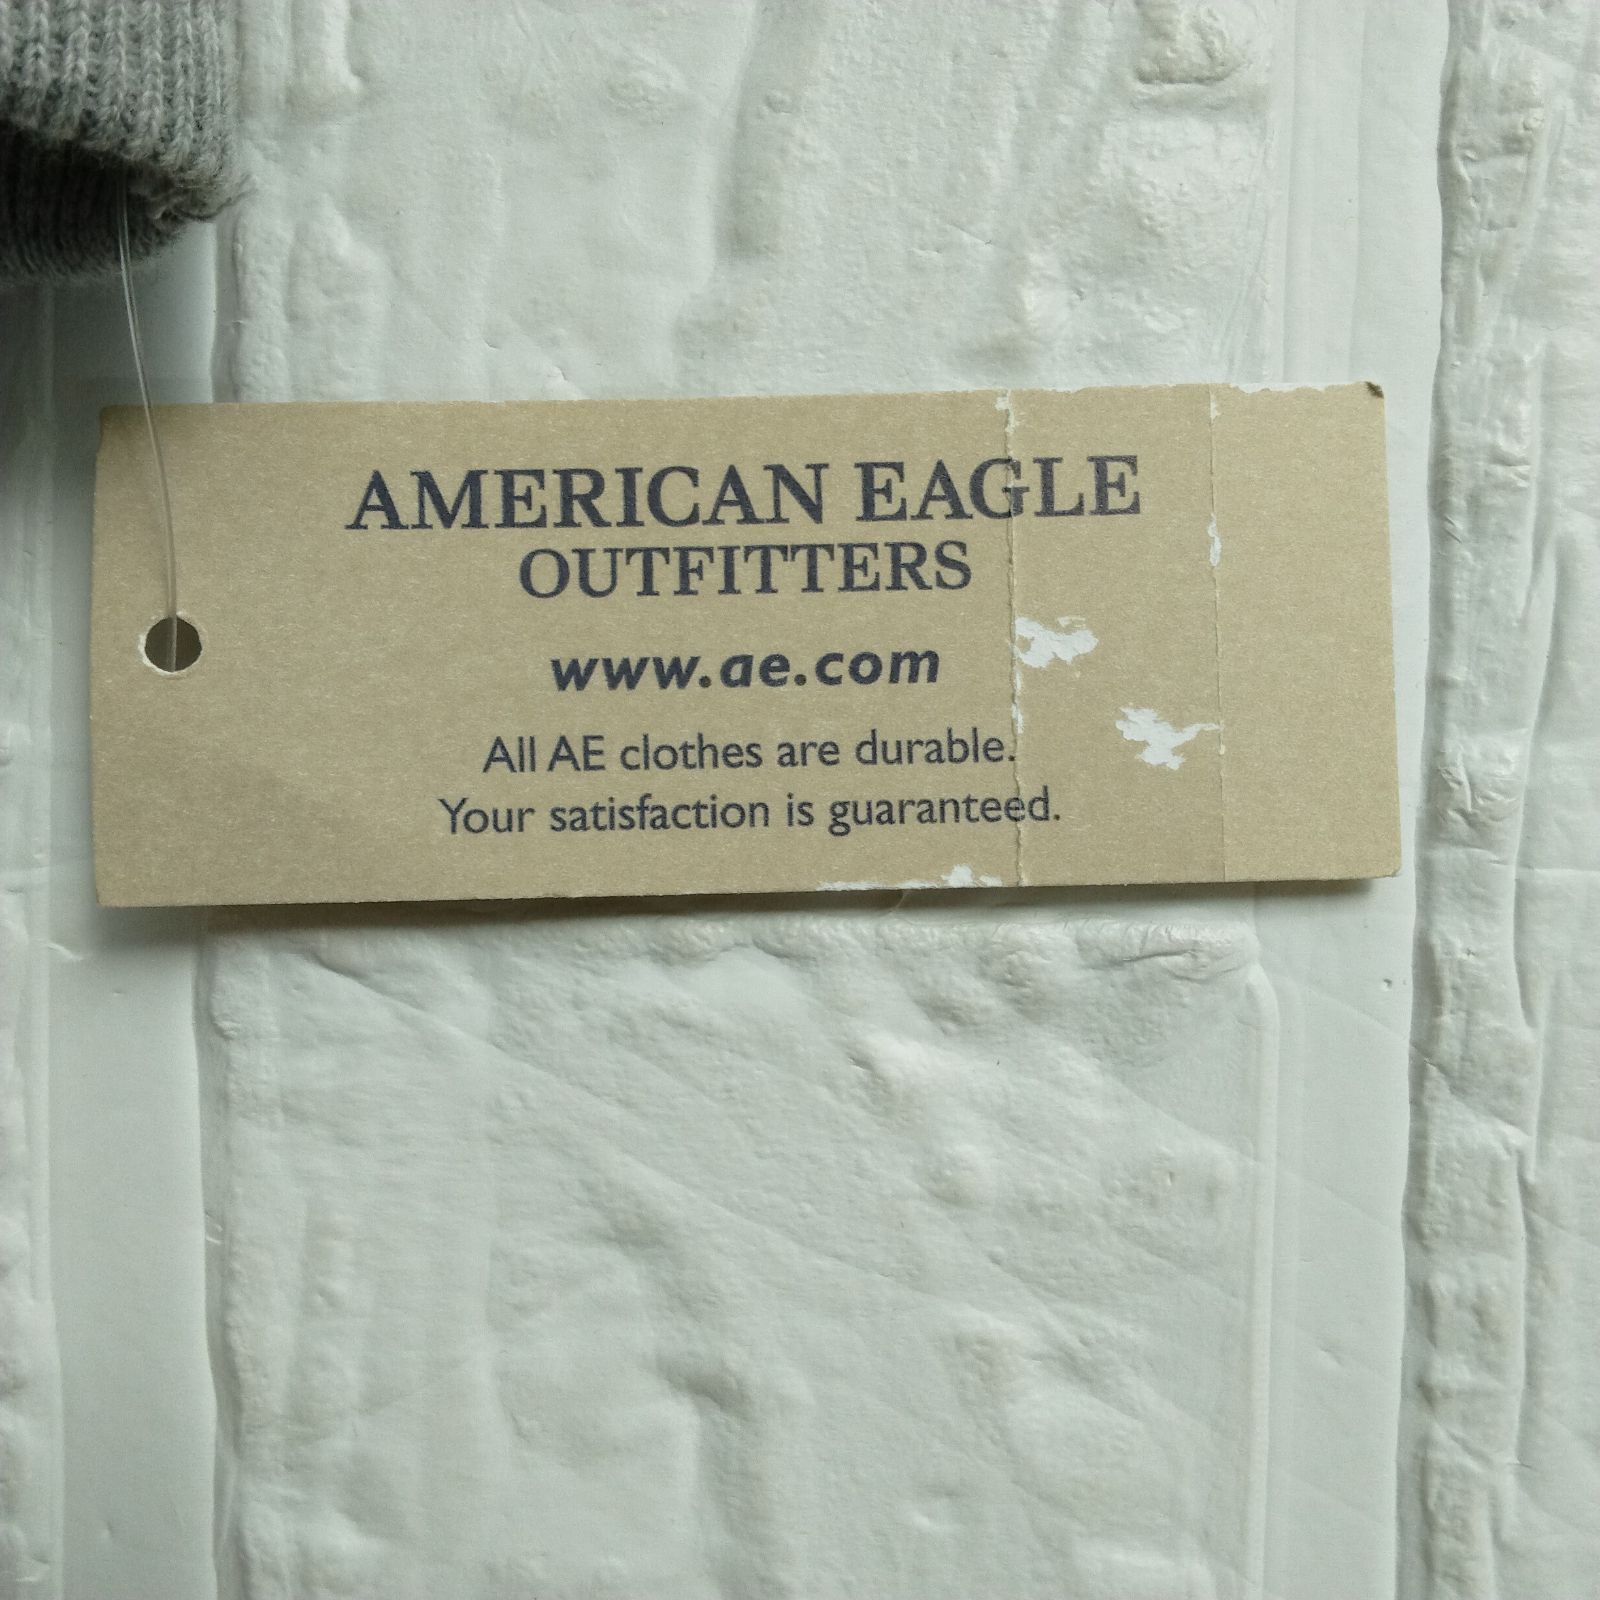 AMERICAN EAGLE
OUTFITTERS
www.ae.com
All AE clothes are durable.
Your satisfaction is guaranteed.